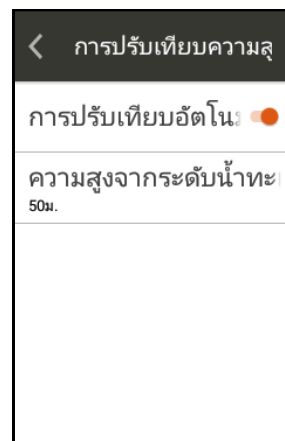 การปรับเทียบความสู
การปรับเทียบอัตโน
ความสูงจากระดับน้ำทะ
50ม.